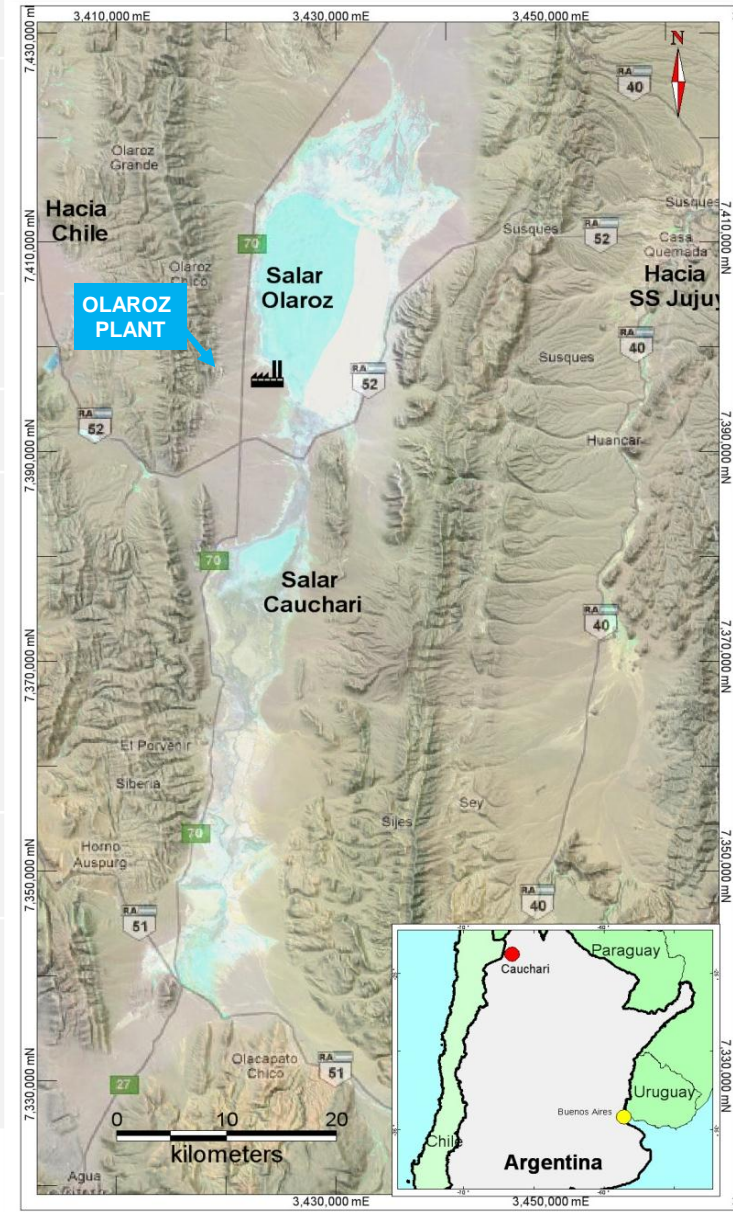 3,410,000 mE
3,430,000 mE
3,450,000 mE
N
RA
40
Olaroz
Grande
Hacia
Chile
70
Susques
Susques
RA
52
Casa
Quemada
Hacia
SS Jujuy
Olaroz
Chico
Salar
Olaroz
OLAROZ
PLANT
RA
40
Susques
RA
52
RA
52
Huancar
70
Salar
Cauchari
RA
40
El Porvenir
Siberia
Sey
Sijes
70
Horno
Auspurg
RA
51
RA
40
Olacapato
Chico
RA
51
27
0
10
20
kilometers
Agua
7,410,000 mN
7,390,000 mN
7,370,000 mN
7,350,000 mN
7,330,000 mN
7,410,000 mN
7,390,000 mN
7,370,000 mN
7,350,000 mN
7,330,000 mN
Paraguay
Cauchari
Uruguay
Buenos Aires
Chile
Argentina
3,430,000 mE
3,450,000 mE